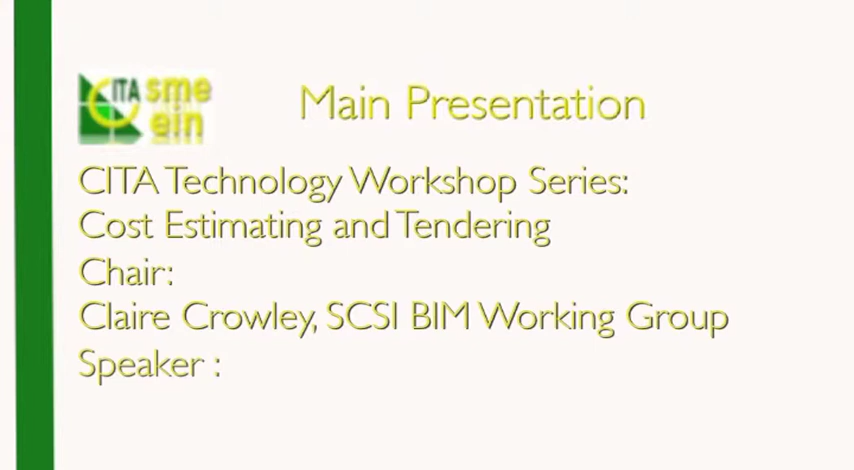 CITA sme
ein
Main Presentation
CITA Technology Workshop Series:
Cost Estimating and Tendering
Chair:
Claire Crowley, SCSI BIM Working Group
Speaker :